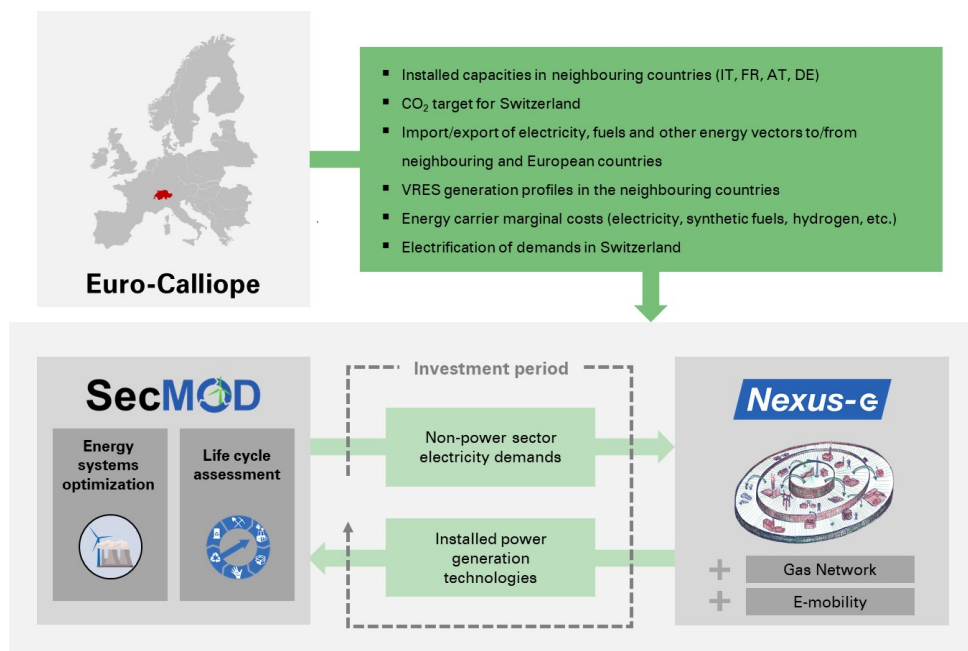 Euro-Calliope
▪ Installed capacities in neighbouring countries (IT, FR, AT, DE)
▪ CO₂ target for Switzerland
▪ Import/export of electricity, fuels and other energy vectors to/from
neighbouring and European countries
▪ VRES generation profiles in the neighbouring countries
▪ Energy carrier marginal costs (electricity, synthetic fuels, hydrogen, etc.)
▪ Electrification of demands in Switzerland
SecMOD
Energy
systems
optimization
Life cycle
assessment
Investment period
Non-power sector
electricity demands
Installed power
generation
technologies
Nexus-e
+ Gas Network
+ E-mobility